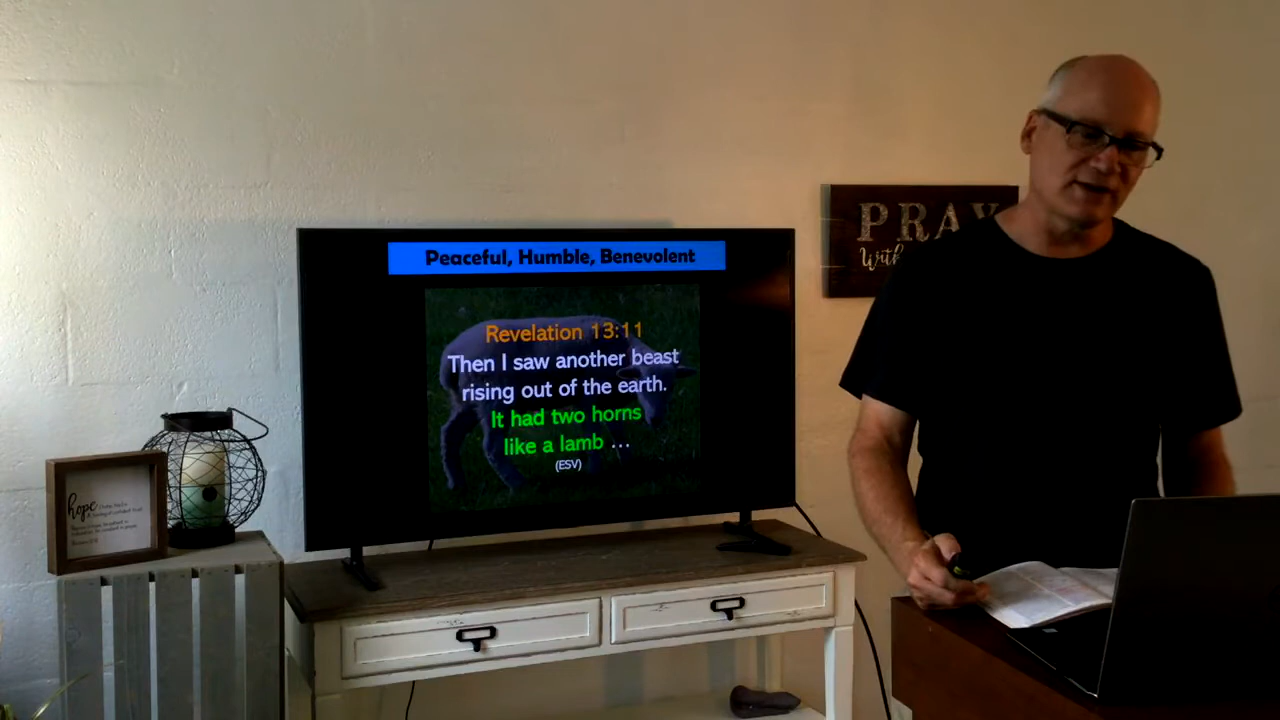 Peaceful, Humble, Benevolent
Revelation 13:11
Then I saw another beast
rising out of the earth.
It had two horns
like a lamb ...
(ESV)
PRAY
hope